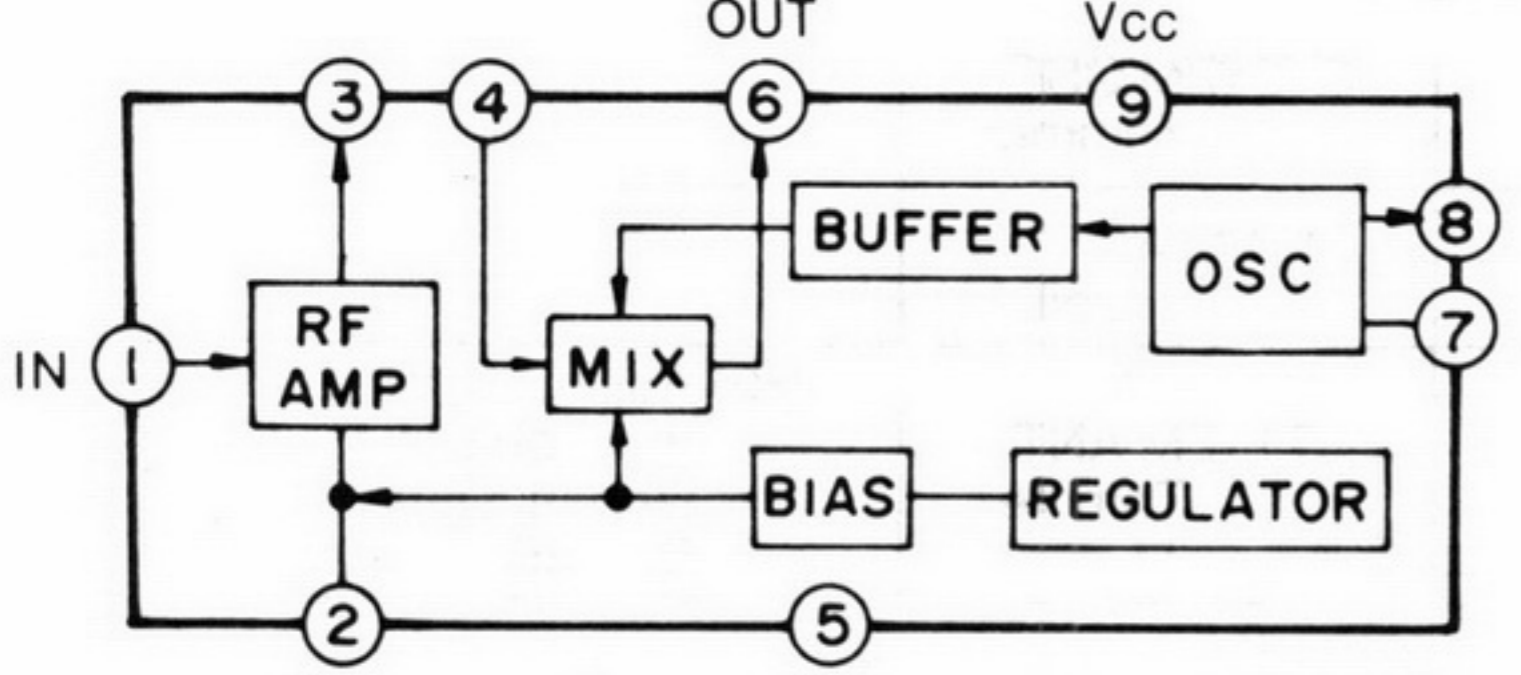 OUT
Vcc
3
4
6
9
BUFFER
OSC
8
7
IN
1
RF
AMP
MIX
BIAS
REGULATOR
2
5